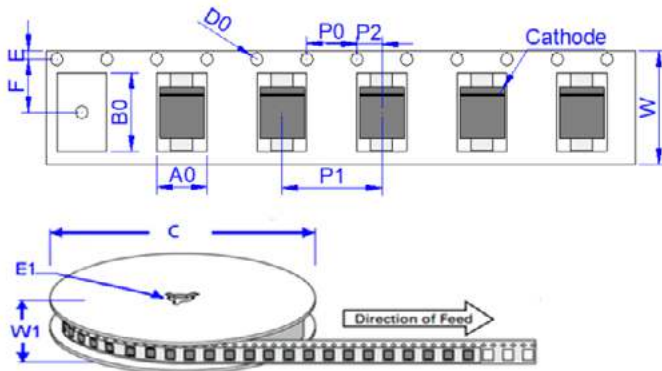 D0
P0
P2
Cathode
E
F
B0
W
A0
P1
C
E1
W1
Direction of Feed